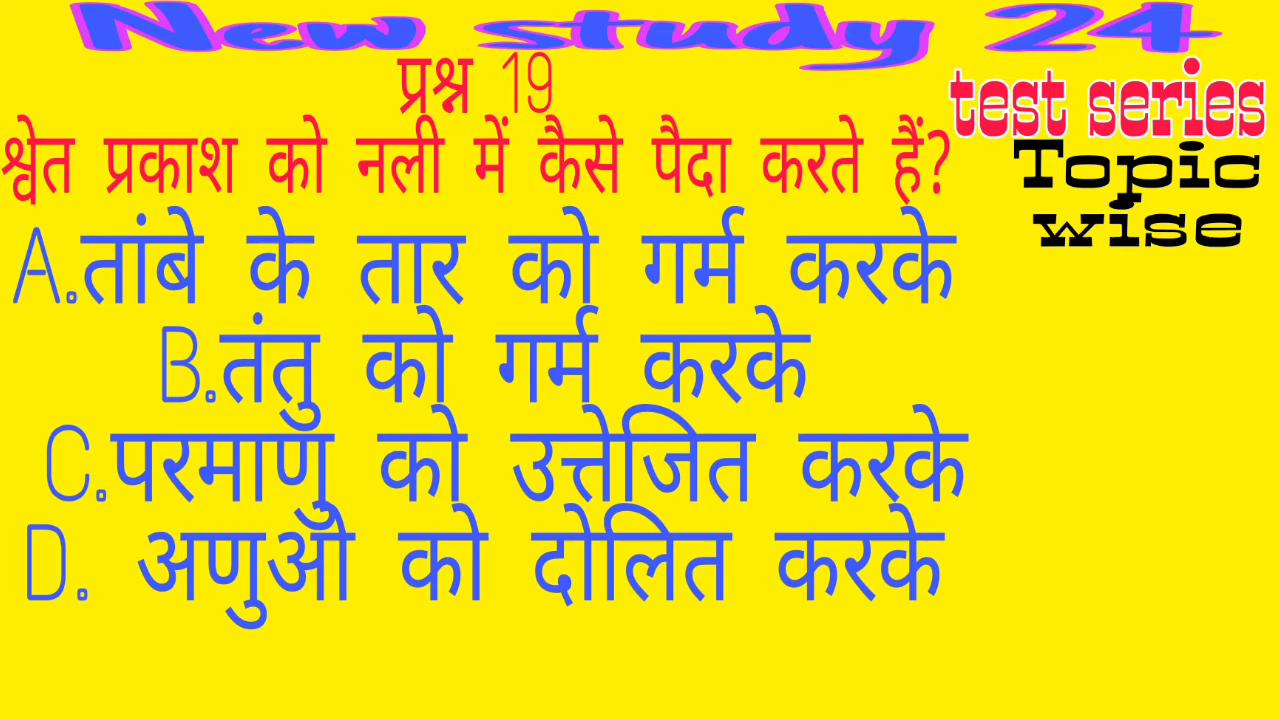 New study 24
प्रश्न 19
test series
श्वेत प्रकाश को नली में कैसे पैदा करते हैं?
Topic
wise
A.तांबे के तार को गर्म करके
B.तंतु को गर्म करके
C.परमाणु को उत्तेजित करके
D. अणुओं को दोलित करके